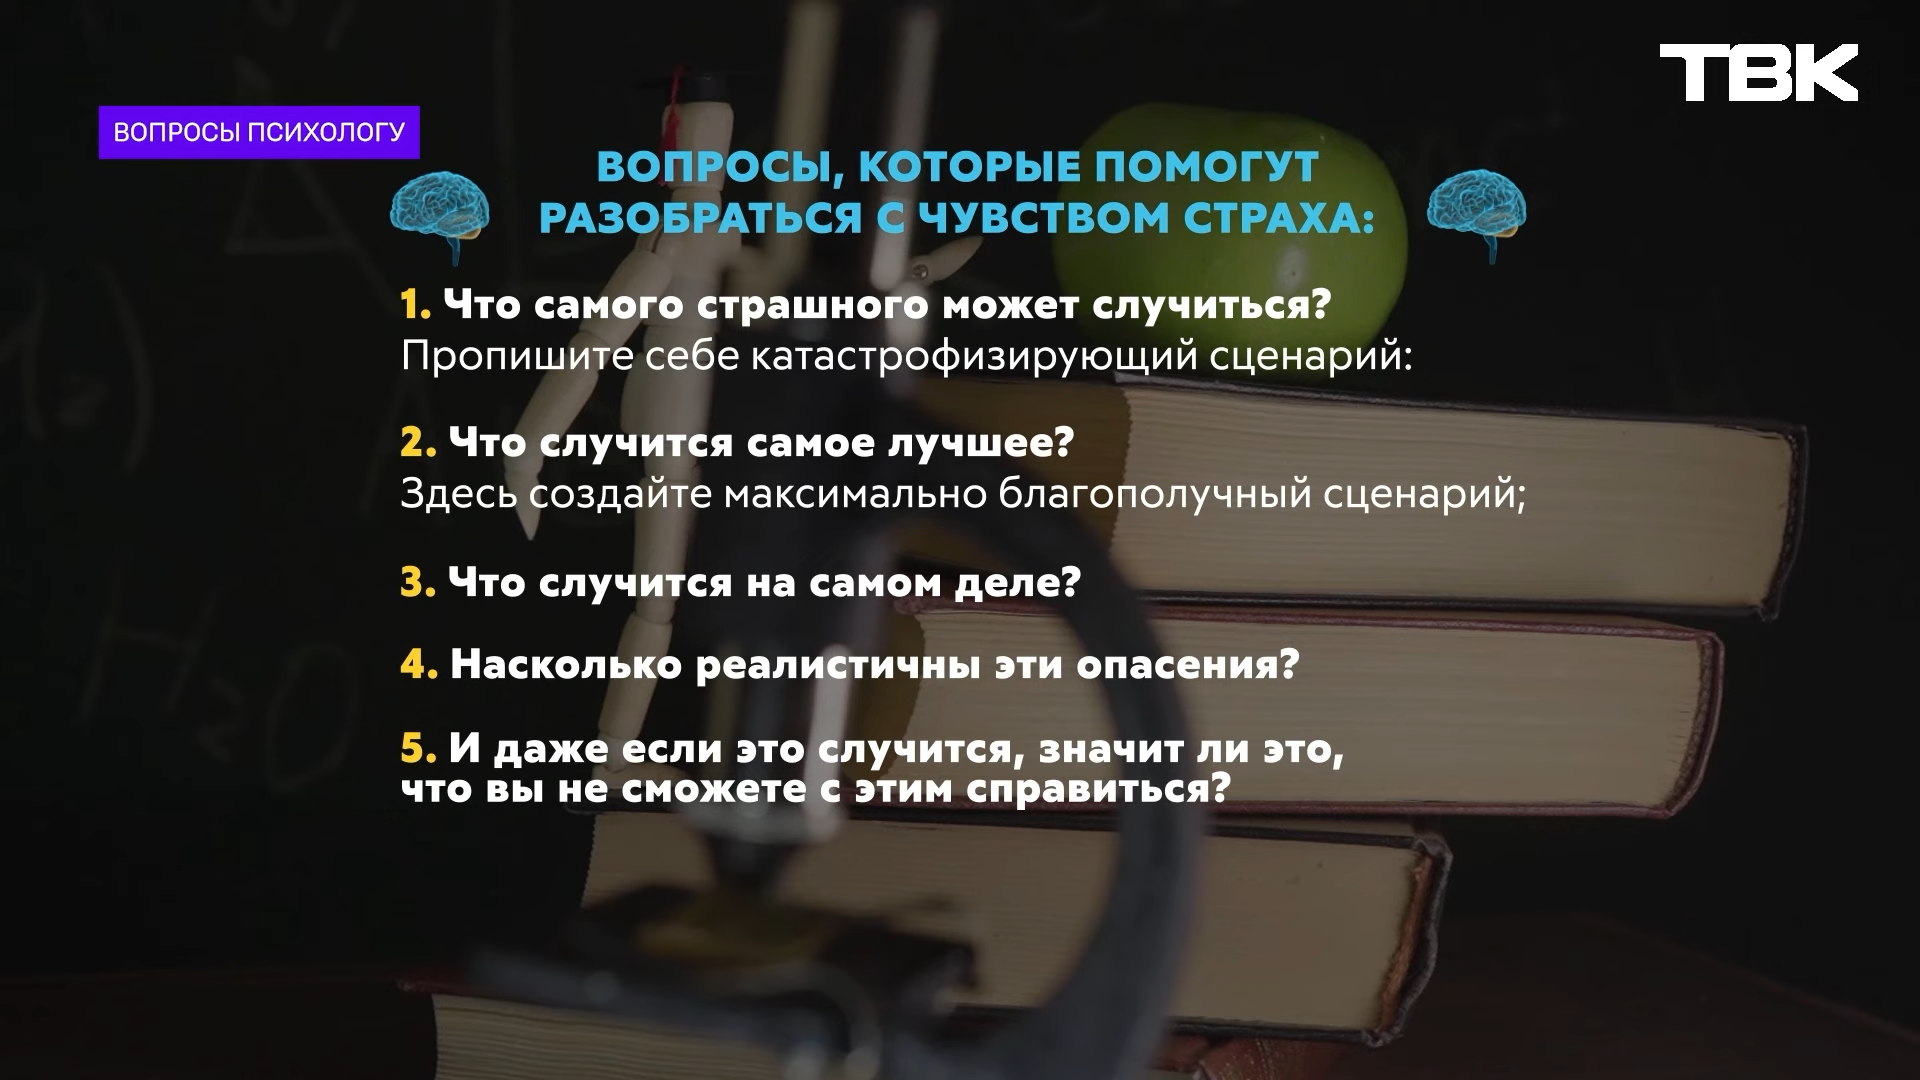 ТВК
ВОПРОСЫ ПСИХОЛОГУ
ВОПРОСЫ, КОТОРЫЕ ПОМОГУТ
РАЗОБРАТЬСЯ С ЧУВСТВОМ СТРАХА:
1. Что самого страшного может случиться?
Пропишите себе катастрофизирующий сценарий:
2. Что случится самое лучшее?
Здесь создайте максимально благополучный сценарий;
3. Что случится на самом деле?
4. Насколько реалистичны эти опасения?
5. И даже если это случится, значит ли это,
что вы не сможете с этим справиться?